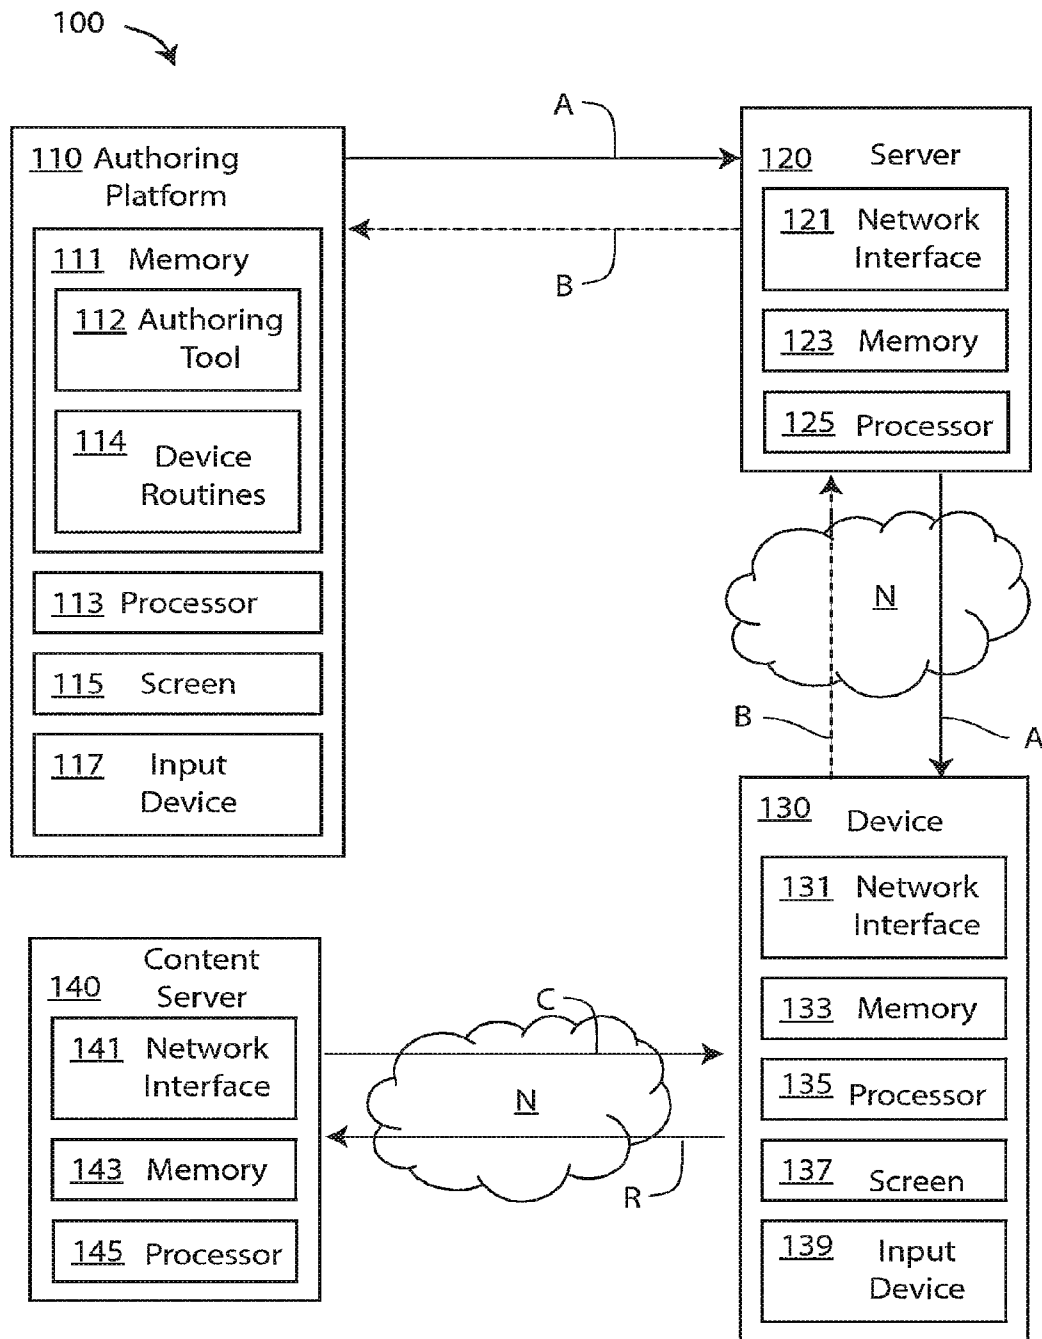 100
A
110 Authoring
Platform
111 Memory
112 Authoring
Tool
114 Device
Routines
113 Processor
115 Screen
117 Input
Device
B
120 Server
121 Network
Interface
123 Memory
125 Processor
N
B
A
130 Device
131 Network
Interface
133 Memory
135 Processor
137 Screen
139 Input
Device
Content
140 Server
141 Network
Interface
143 Memory
145 Processor
C
N
R